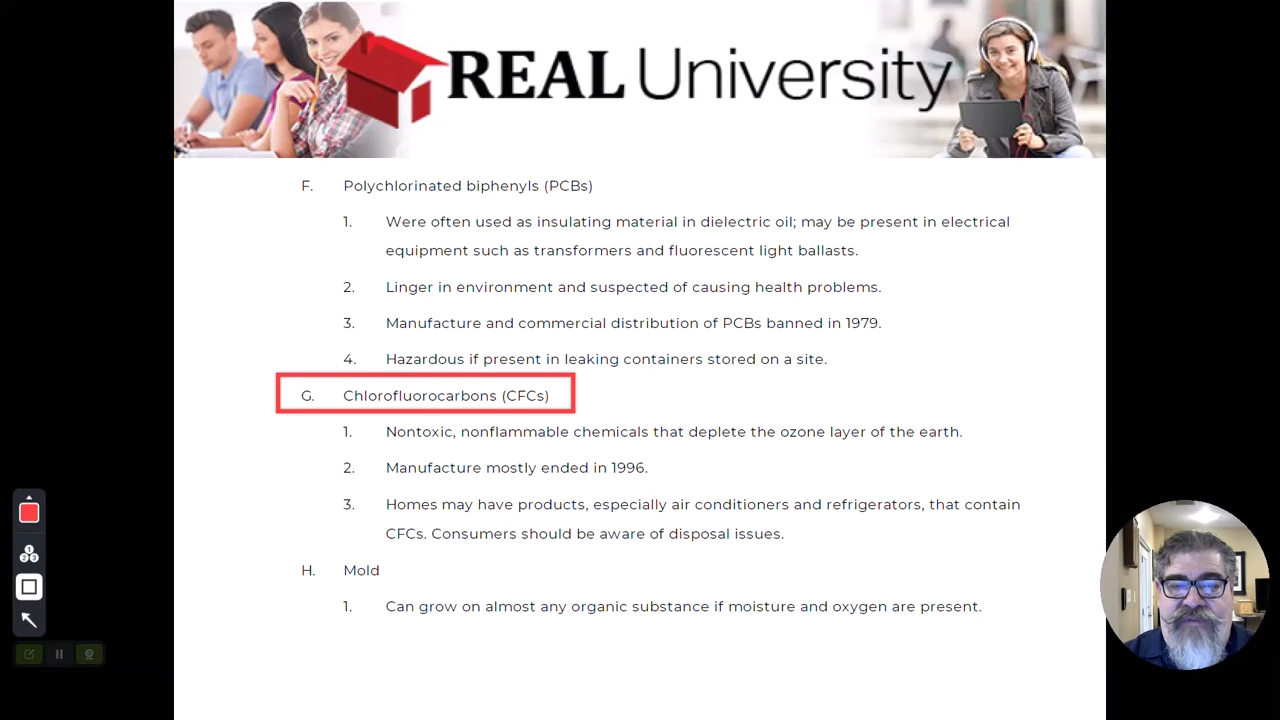 REAL University
F. Polychlorinated biphenyls (PCBs)
1. Were often used as insulating material in dielectric oil; may be present in electrical
equipment such as transformers and fluorescent light ballasts.
2. Linger in environment and suspected of causing health problems.
3. Manufacture and commercial distribution of PCBs banned in 1979.
4. Hazardous if present in leaking containers stored on a site.
G. Chlorofluorocarbons (CFCs)
1. Nontoxic, nonflammable chemicals that deplete the ozone layer of the earth.
2. Manufacture mostly ended in 1996.
3. Homes may have products, especially air conditioners and refrigerators, that contain
CFCs. Consumers should be aware of disposal issues.
H. Mold
1. Can grow on almost any organic substance if moisture and oxygen are present.